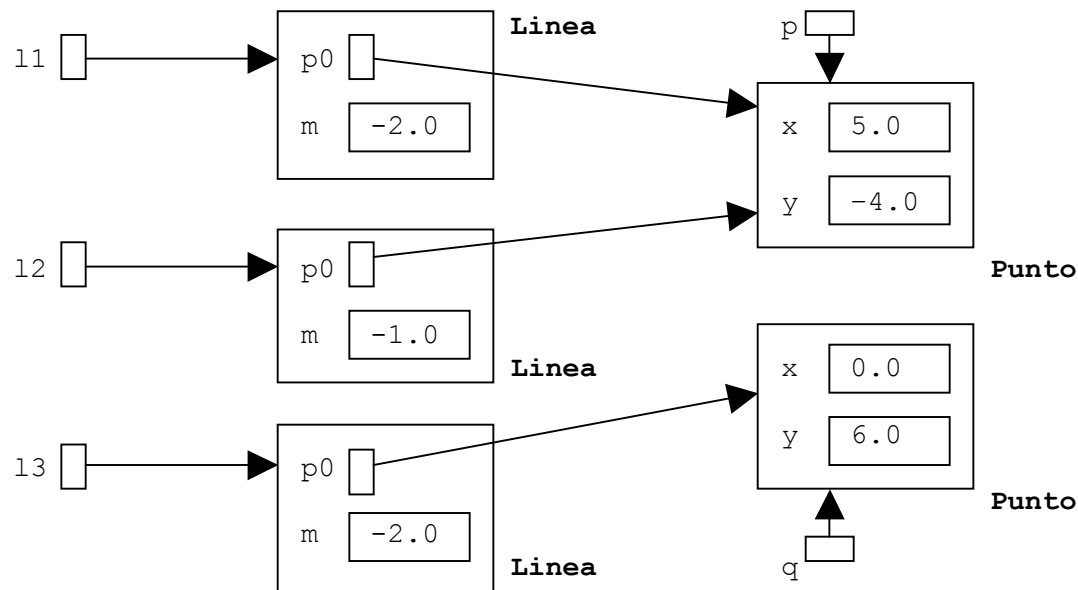 Linea
p
l1
p0
m -2.0
x 5.0
y -4.0
l2
p0
m -1.0
Linea
Punto
x 0.0
y 6.0
l3
p0
m -2.0
Linea
Punto
q